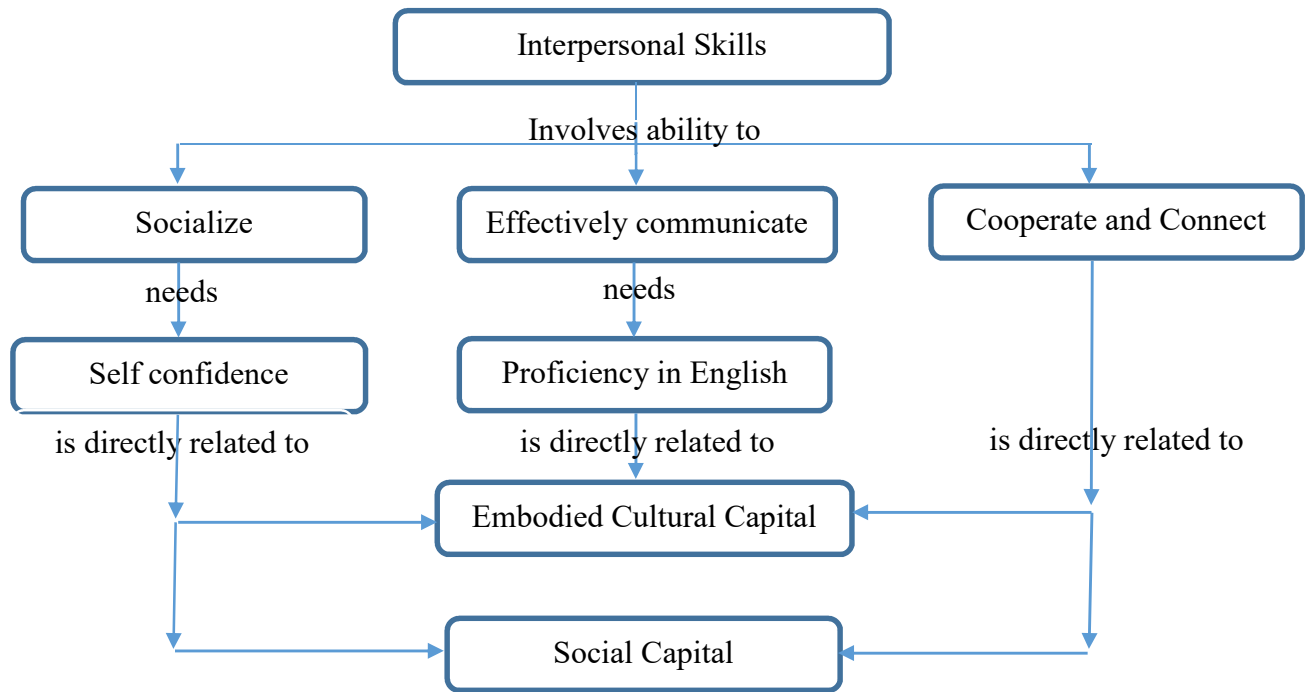 Interpersonal Skills
Involves ability to
Socialize
Effectively communicate
Cooperate and Connect
needs
needs
Self confidence
Proficiency in English
is directly related to
is directly related to
is directly related to
Embodied Cultural Capital
Social Capital